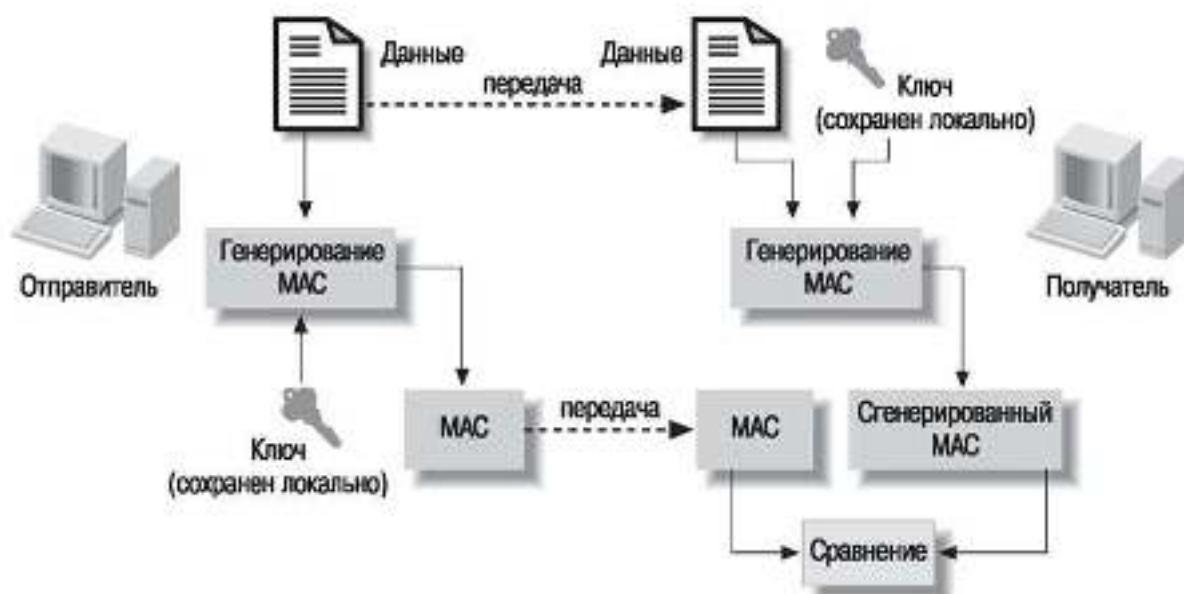 Данные
Данные
передача
Ключ
(сохранен локально)
Отправитель
Генерирование
MAC
Генерирование
MAC
Получатель
MAC
передача
MAC
Сгенерированный
MAC
Ключ
(сохранен локально)
Сравнение